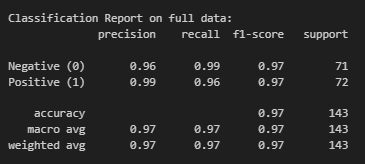 Classification Report on full data:
precision recall f1-score support
Negative (0) 0.96 0.99 0.97 71
Positive (1) 0.99 0.96 0.97 72
accuracy 0.97 143
macro avg 0.97 0.97 0.97 143
weighted avg 0.97 0.97 0.97 143